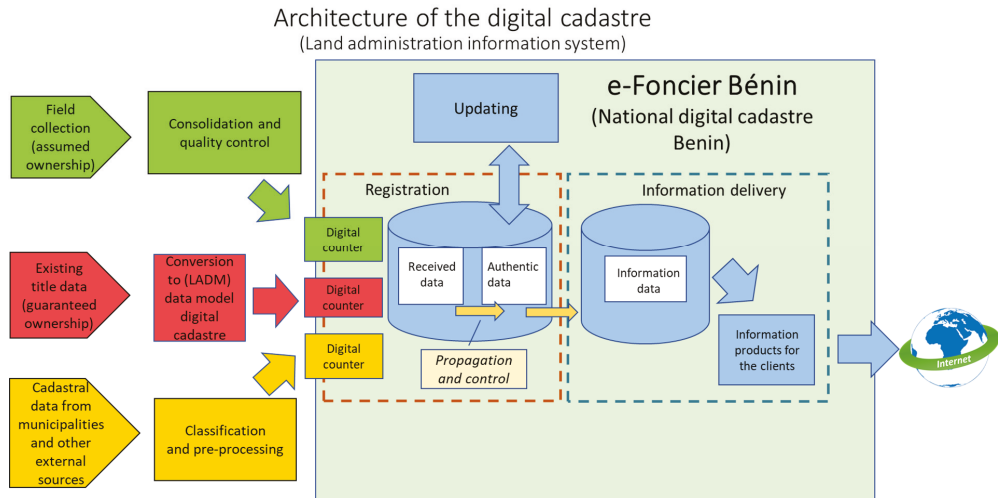 Architecture of the digital cadastre
(Land administration information system)
e-Foncier Bénin
(National digital cadastre
Benin)
Field
collection
(assumed
ownership)
Consolidation and
quality control
Updating
Registration
Information delivery
Digital
counter
Existing
title data
(guaranteed
ownership)
Conversion
to (LADM)
data model
digital
cadastre
Digital
counter
Received
data
Authentic
data
Information
data
Digital
counter
Propagation
and control
Information
products for
the clients
Internet
Cadastral
data from
municipalities
and other
external
sources
Classification
and pre-processing